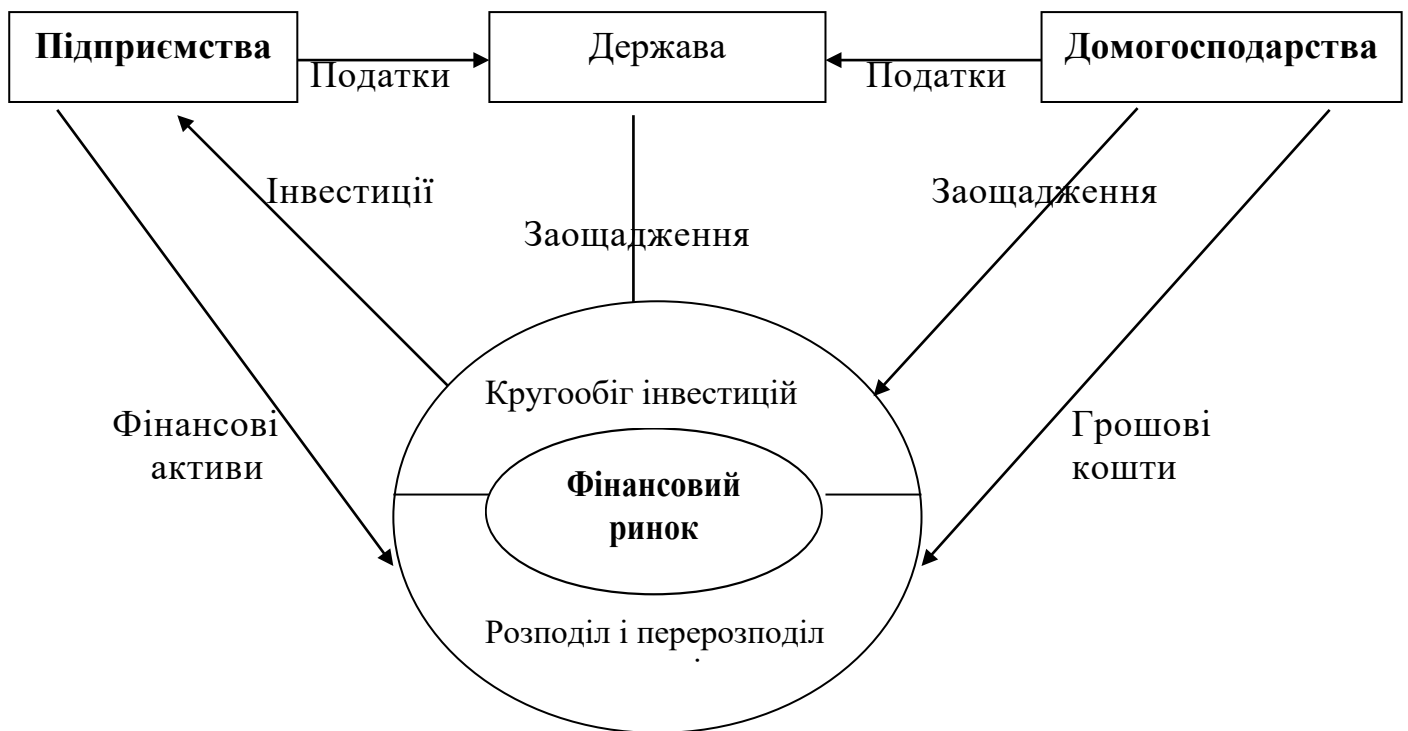 Підприємства
Держава
Домогосподарства
Податки
Податки
Інвестиції
Заощадження
Заощадження
Кругообіг інвестицій
Фінансові
активи
Грошові
кошти
Фінансовий
ринок
Розподіл і перерозподіл